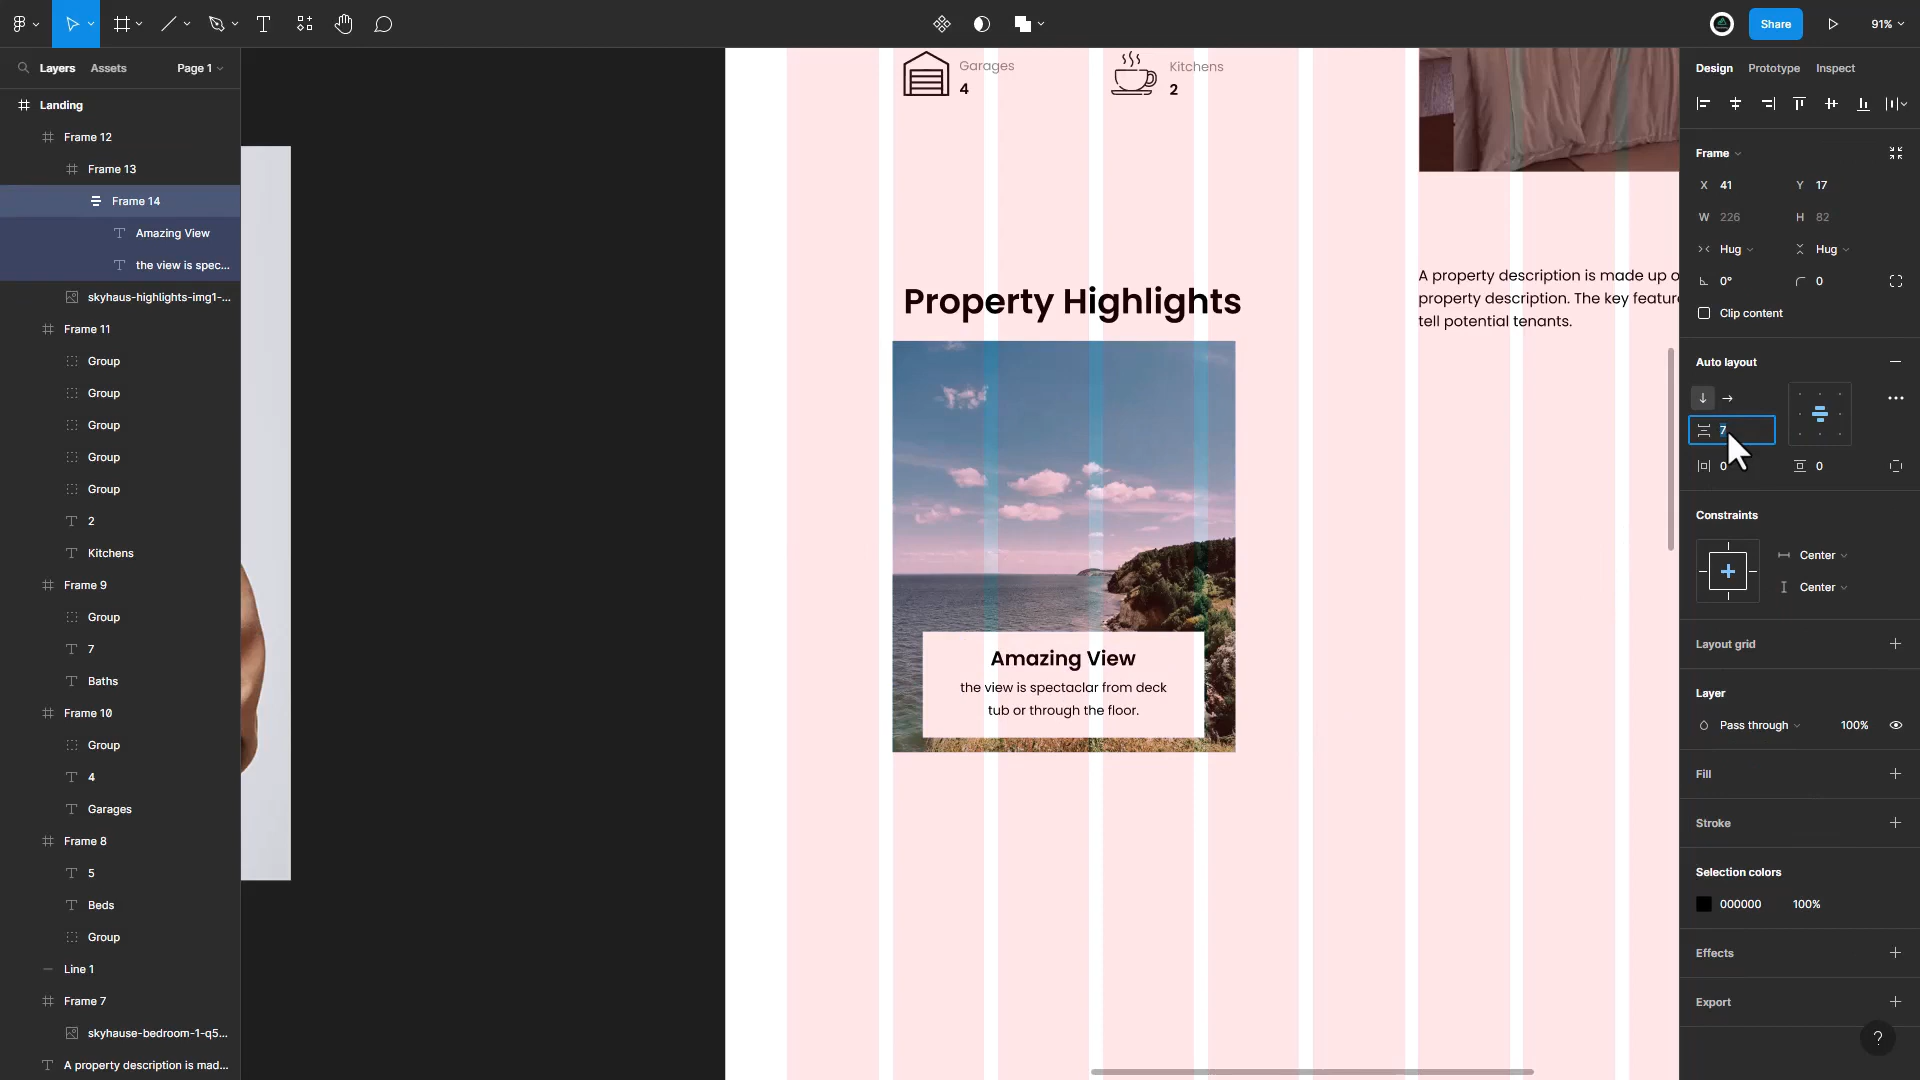 Share
91%
Layers
Assets
Page 1
Landing
Frame 12
Frame 13
Frame 14
Amazing View
the view is spec...
skyhaus-highlights-img1-...
Frame 11
Group
Group
Group
Group
Group
2
Kitchens
Frame 9
Group
7
Baths
Frame 10
Group
4
Garages
Frame 8
5
Beds
Group
Line 1
Frame 7
skyhause-bedroom-1-q5...
A property description is mad...
Garages
4
Kitchens
2
Property Highlights
A property description is made up o
property description. The key featur
tell potential tenants.
Amazing View
the view is spectaclar from deck
tub or through the floor.
Design
Prototype
Inspect
Frame
X 41
Y 17
W 226
H 82
Hug
Hug
0°
0
Clip content
Auto layout
7
0
0
Constraints
Center
Center
Layout grid
Layer
Pass through
100%
Fill
Stroke
Selection colors
000000
100%
Effects
Export
?